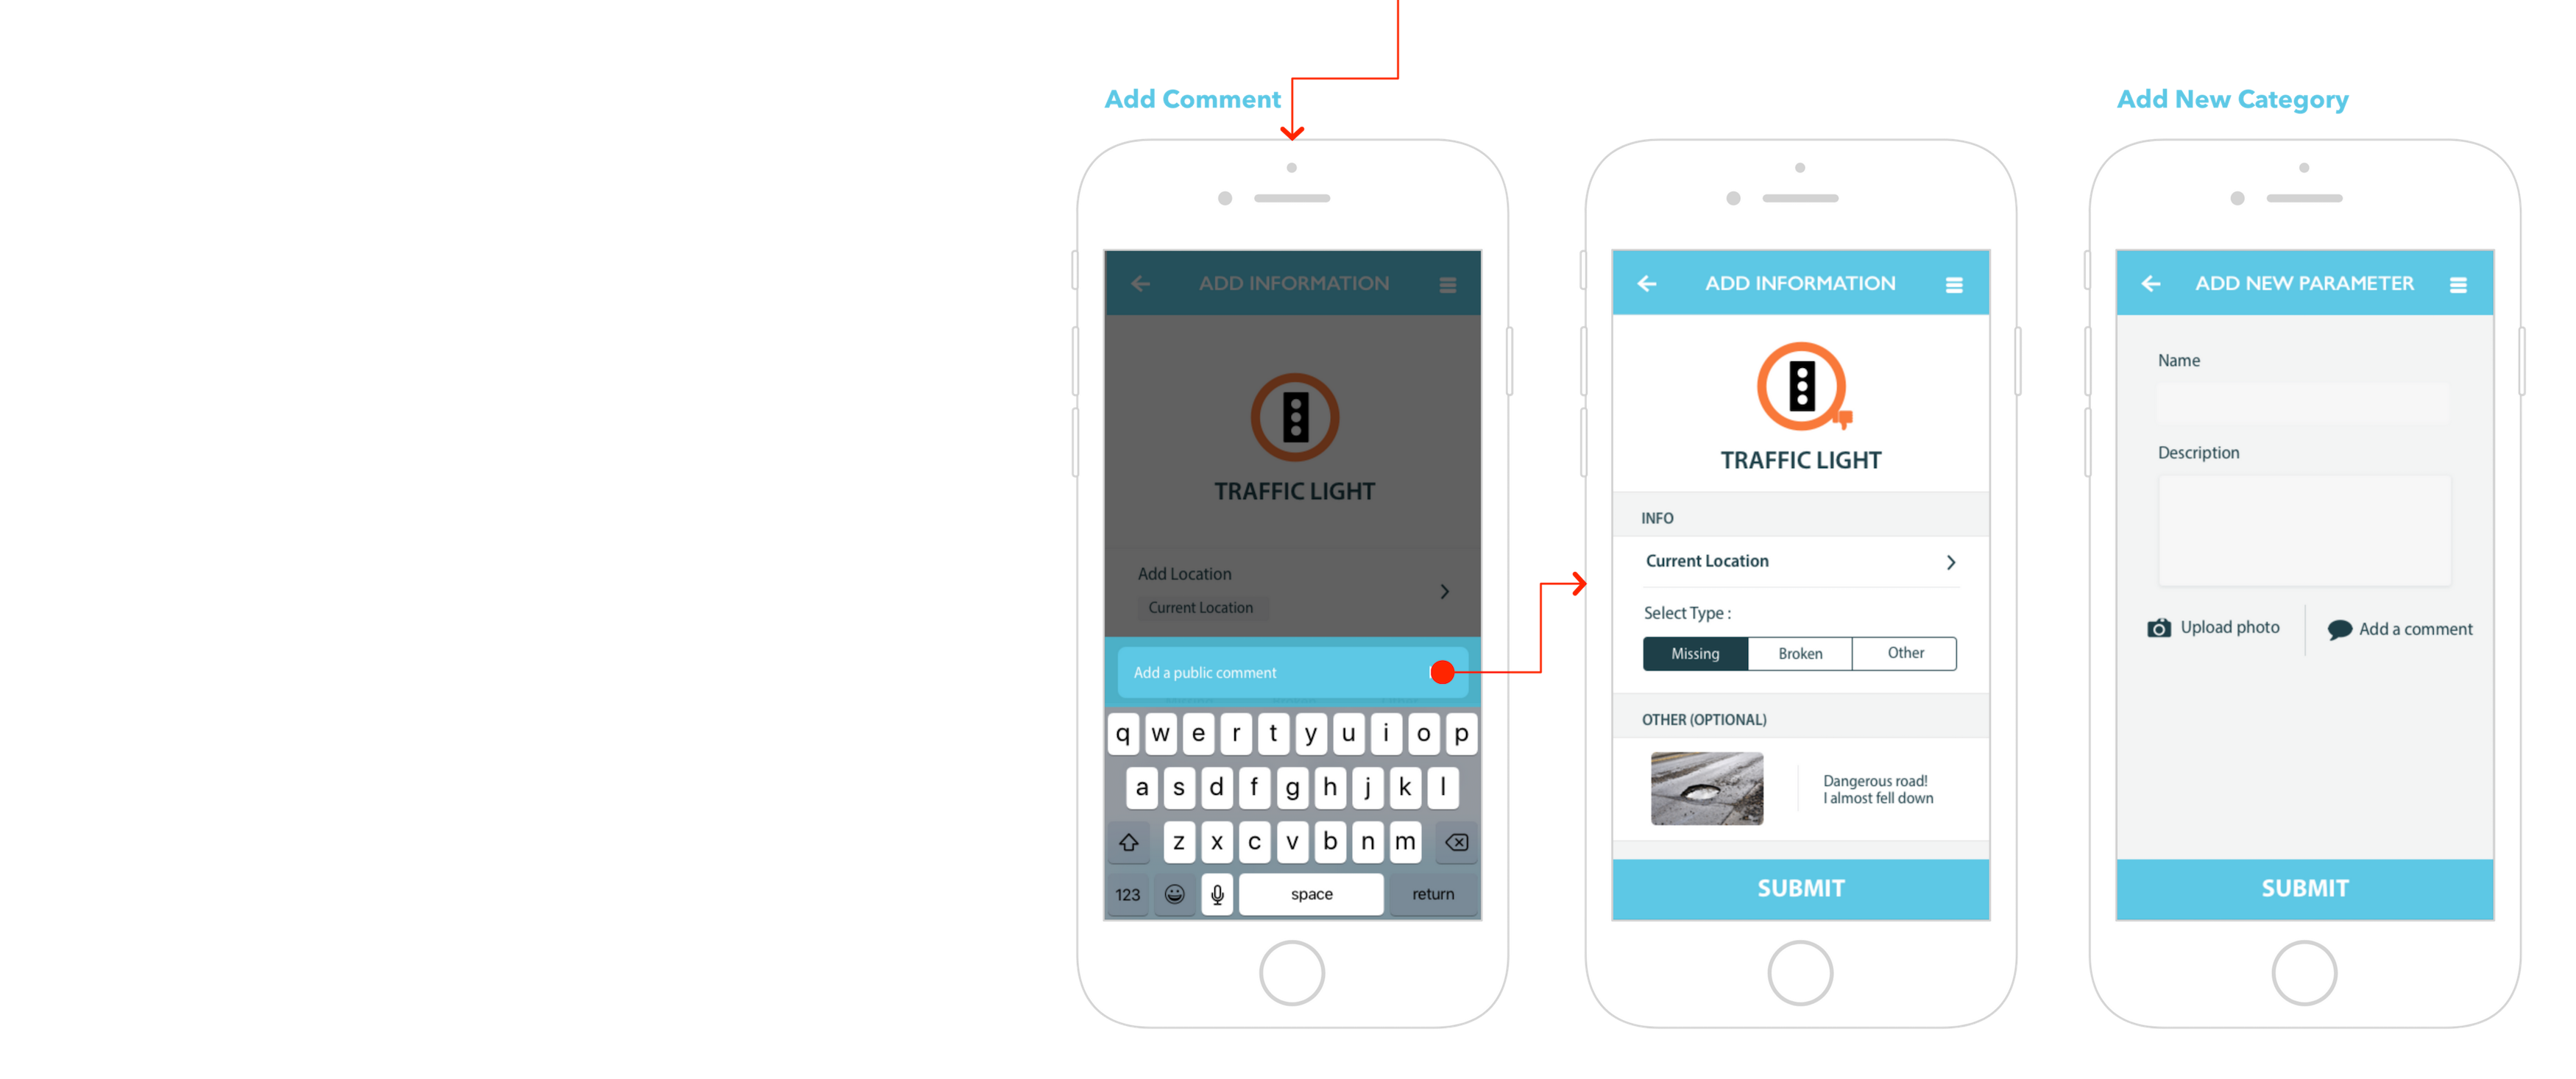 Add Comment
ADD INFORMATION
TRAFFIC LIGHT
Add Location
Current Location
Add a public comment
q w e r t y u i o p
a s d f g h j k l
z x c v b n m
123 space return
ADD INFORMATION
TRAFFIC LIGHT
INFO
Current Location
Select Type :
Missing Broken Other
OTHER (OPTIONAL)
Dangerous road!
I almost fell down
SUBMIT
Add New Category
ADD NEW PARAMETER
Name
Description
Upload photo Add a comment
SUBMIT